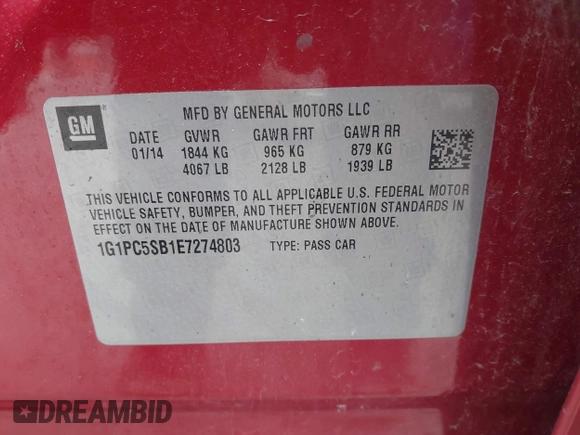 GM
MFD BY GENERAL MOTORS LLC
DATE GVWR GAWR FRT GAWR RR
01/14 1844 KG 965 KG 879 KG
4067 LB 2128 LB 1939 LB
THIS VEHICLE CONFORMS TO ALL APPLICABLE U.S. FEDERAL MOTOR
VEHICLE SAFETY, BUMPER, AND THEFT PREVENTION STANDARDS IN
EFFECT ON THE DATE OF MANUFACTURE SHOWN ABOVE.
1G1PC5SB1E7274803 TYPE: PASS CAR
DREAMBID